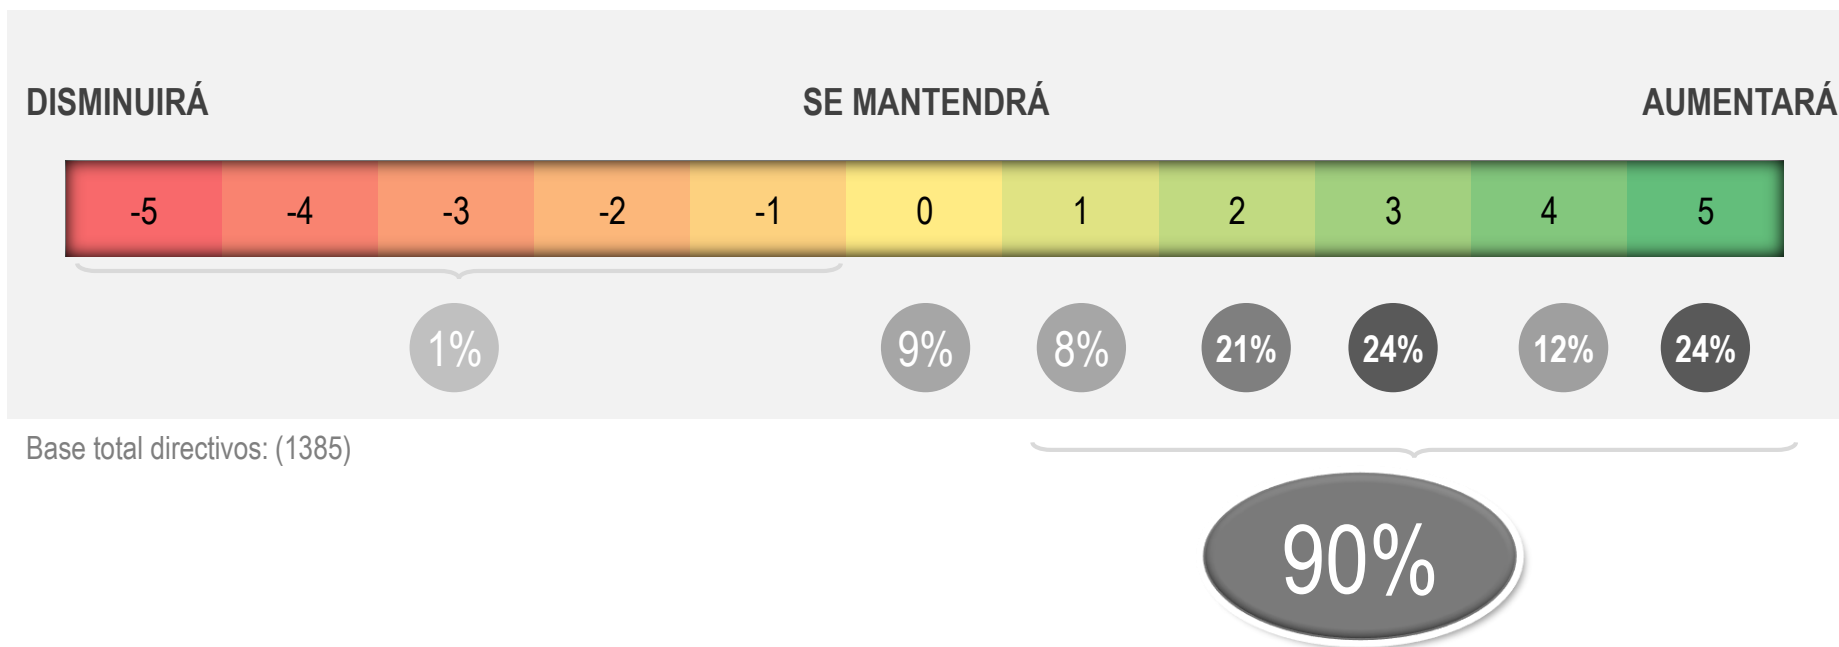 DISMINUIRÁ SE MANTENDRÁ AUMENTARÁ
-5 -4 -3 -2 -1 0 1 2 3 4 5
1% 9% 8% 21% 24% 12% 24%
Base total directivos: (1385)
90%